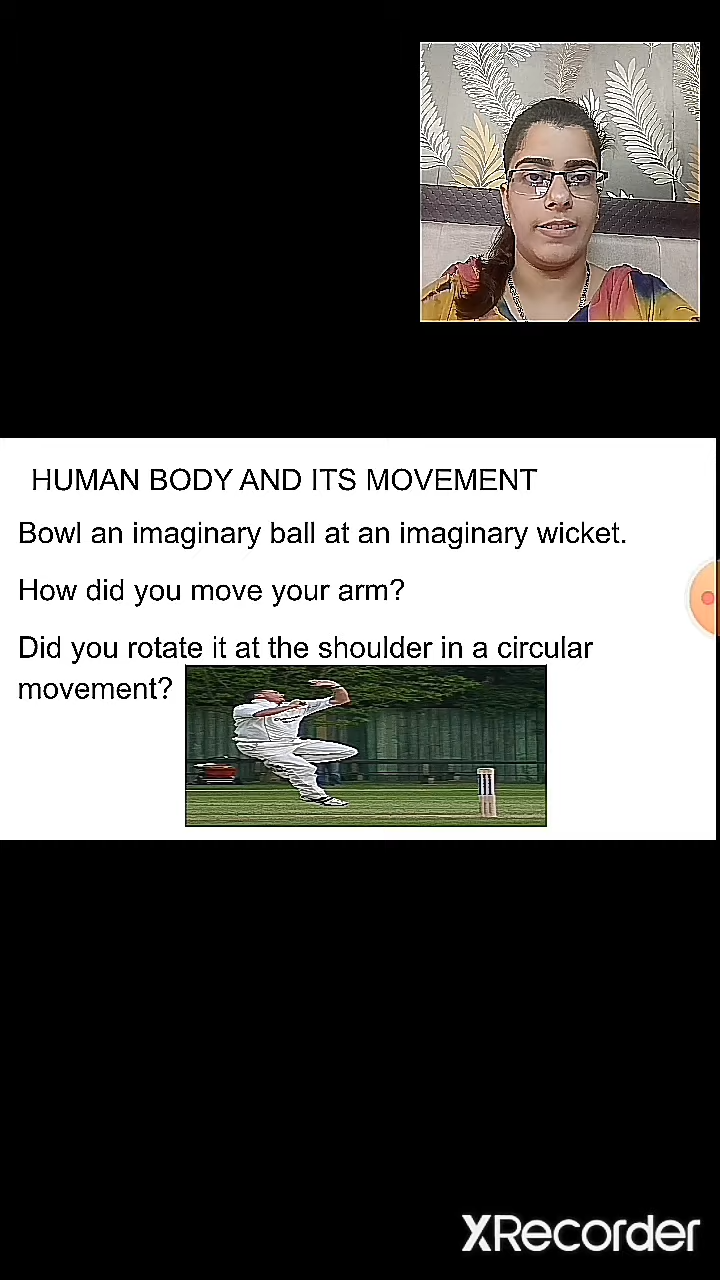 HUMAN BODY AND ITS MOVEMENT
Bowl an imaginary ball at an imaginary wicket.
How did you move your arm?
Did you rotate it at the shoulder in a circular
movement?
XRecorder